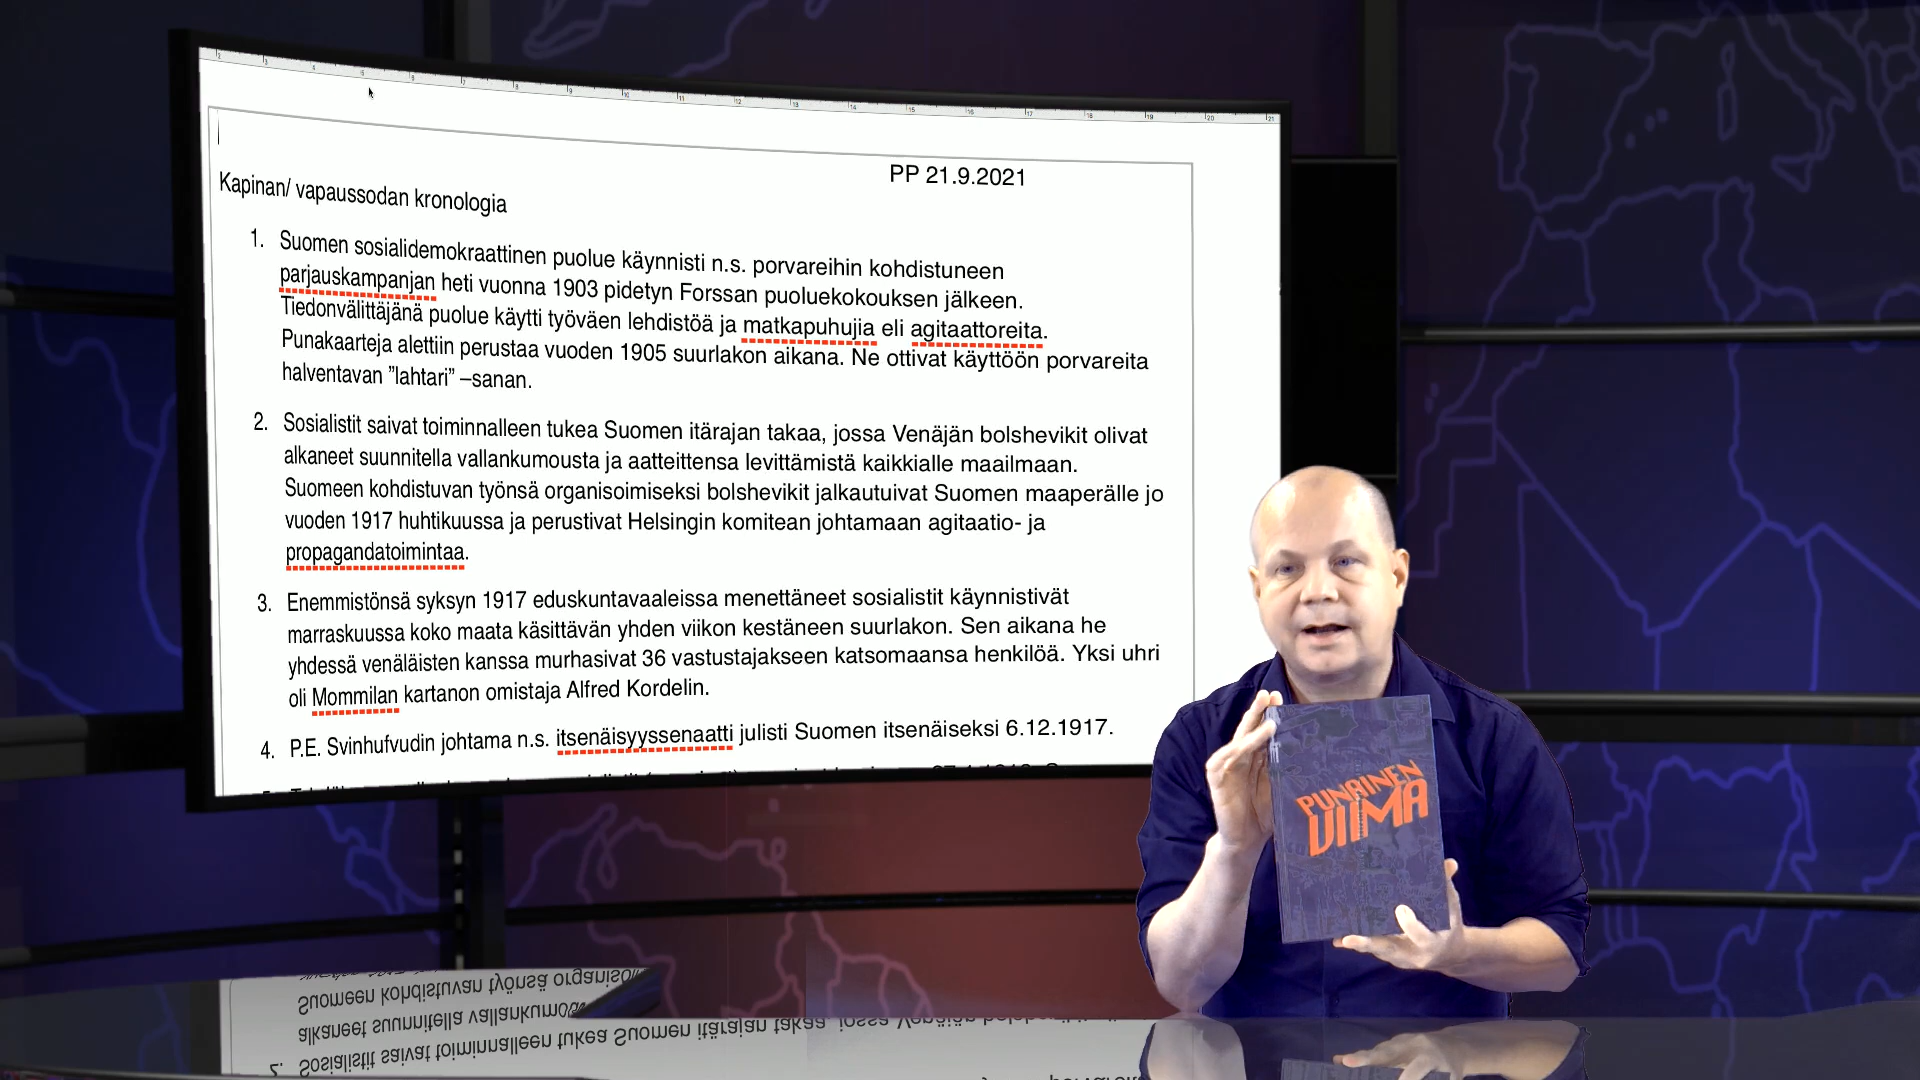 PP 21.9.2021
Kapinan/ vapaussodan kronologia
1. Suomen sosialidemokraattinen puolue käynnisti n.s. porvareihin kohdistuneen
parjauskampanjan heti vuonna 1903 pidetyn Forssan puoluekokouksen jälkeen.
Tiedonvälittäjänä puolue käytti työväen lehdistöä ja matkapuhujia eli agitaattoreita.
Punakaarteja alettiin perustaa vuoden 1905 suurlakon aikana. Ne ottivat käyttöön porvareita
halventavan ”lahtari” –sanan.
2. Sosialistit saivat toiminnalleen tukea Suomen itärajan takaa, jossa Venäjän bolshevikit olivat
alkaneet suunnitella vallankumousta ja aatteittensa levittämistä kaikkialle maailmaan.
Suomeen kohdistuvan työnsä organisoimiseksi bolshevikit jalkautuivat Suomen maaperälle jo
vuoden 1917 huhtikuussa ja perustivat Helsingin komitean johtamaan agitaatio- ja
propagandatoimintaa.
3. Enemmistönsä syksyn 1917 eduskuntavaaleissa menettäneet sosialistit käynnistivät
marraskuussa koko maata käsittävän yhden viikon kestäneen suurlakon. Sen aikana he
yhdessä venäläisten kanssa murhasivat 36 vastustajakseen katsomaansa henkilöä. Yksi uhri
oli Mommilan kartanon omistaja Alfred Kordelin.
4. P.E. Svinhufvudin johtama n.s. itsenäisyyssenaatti julisti Suomen itsenäiseksi 6.12.1917.
PUNAINEN
VIIMA